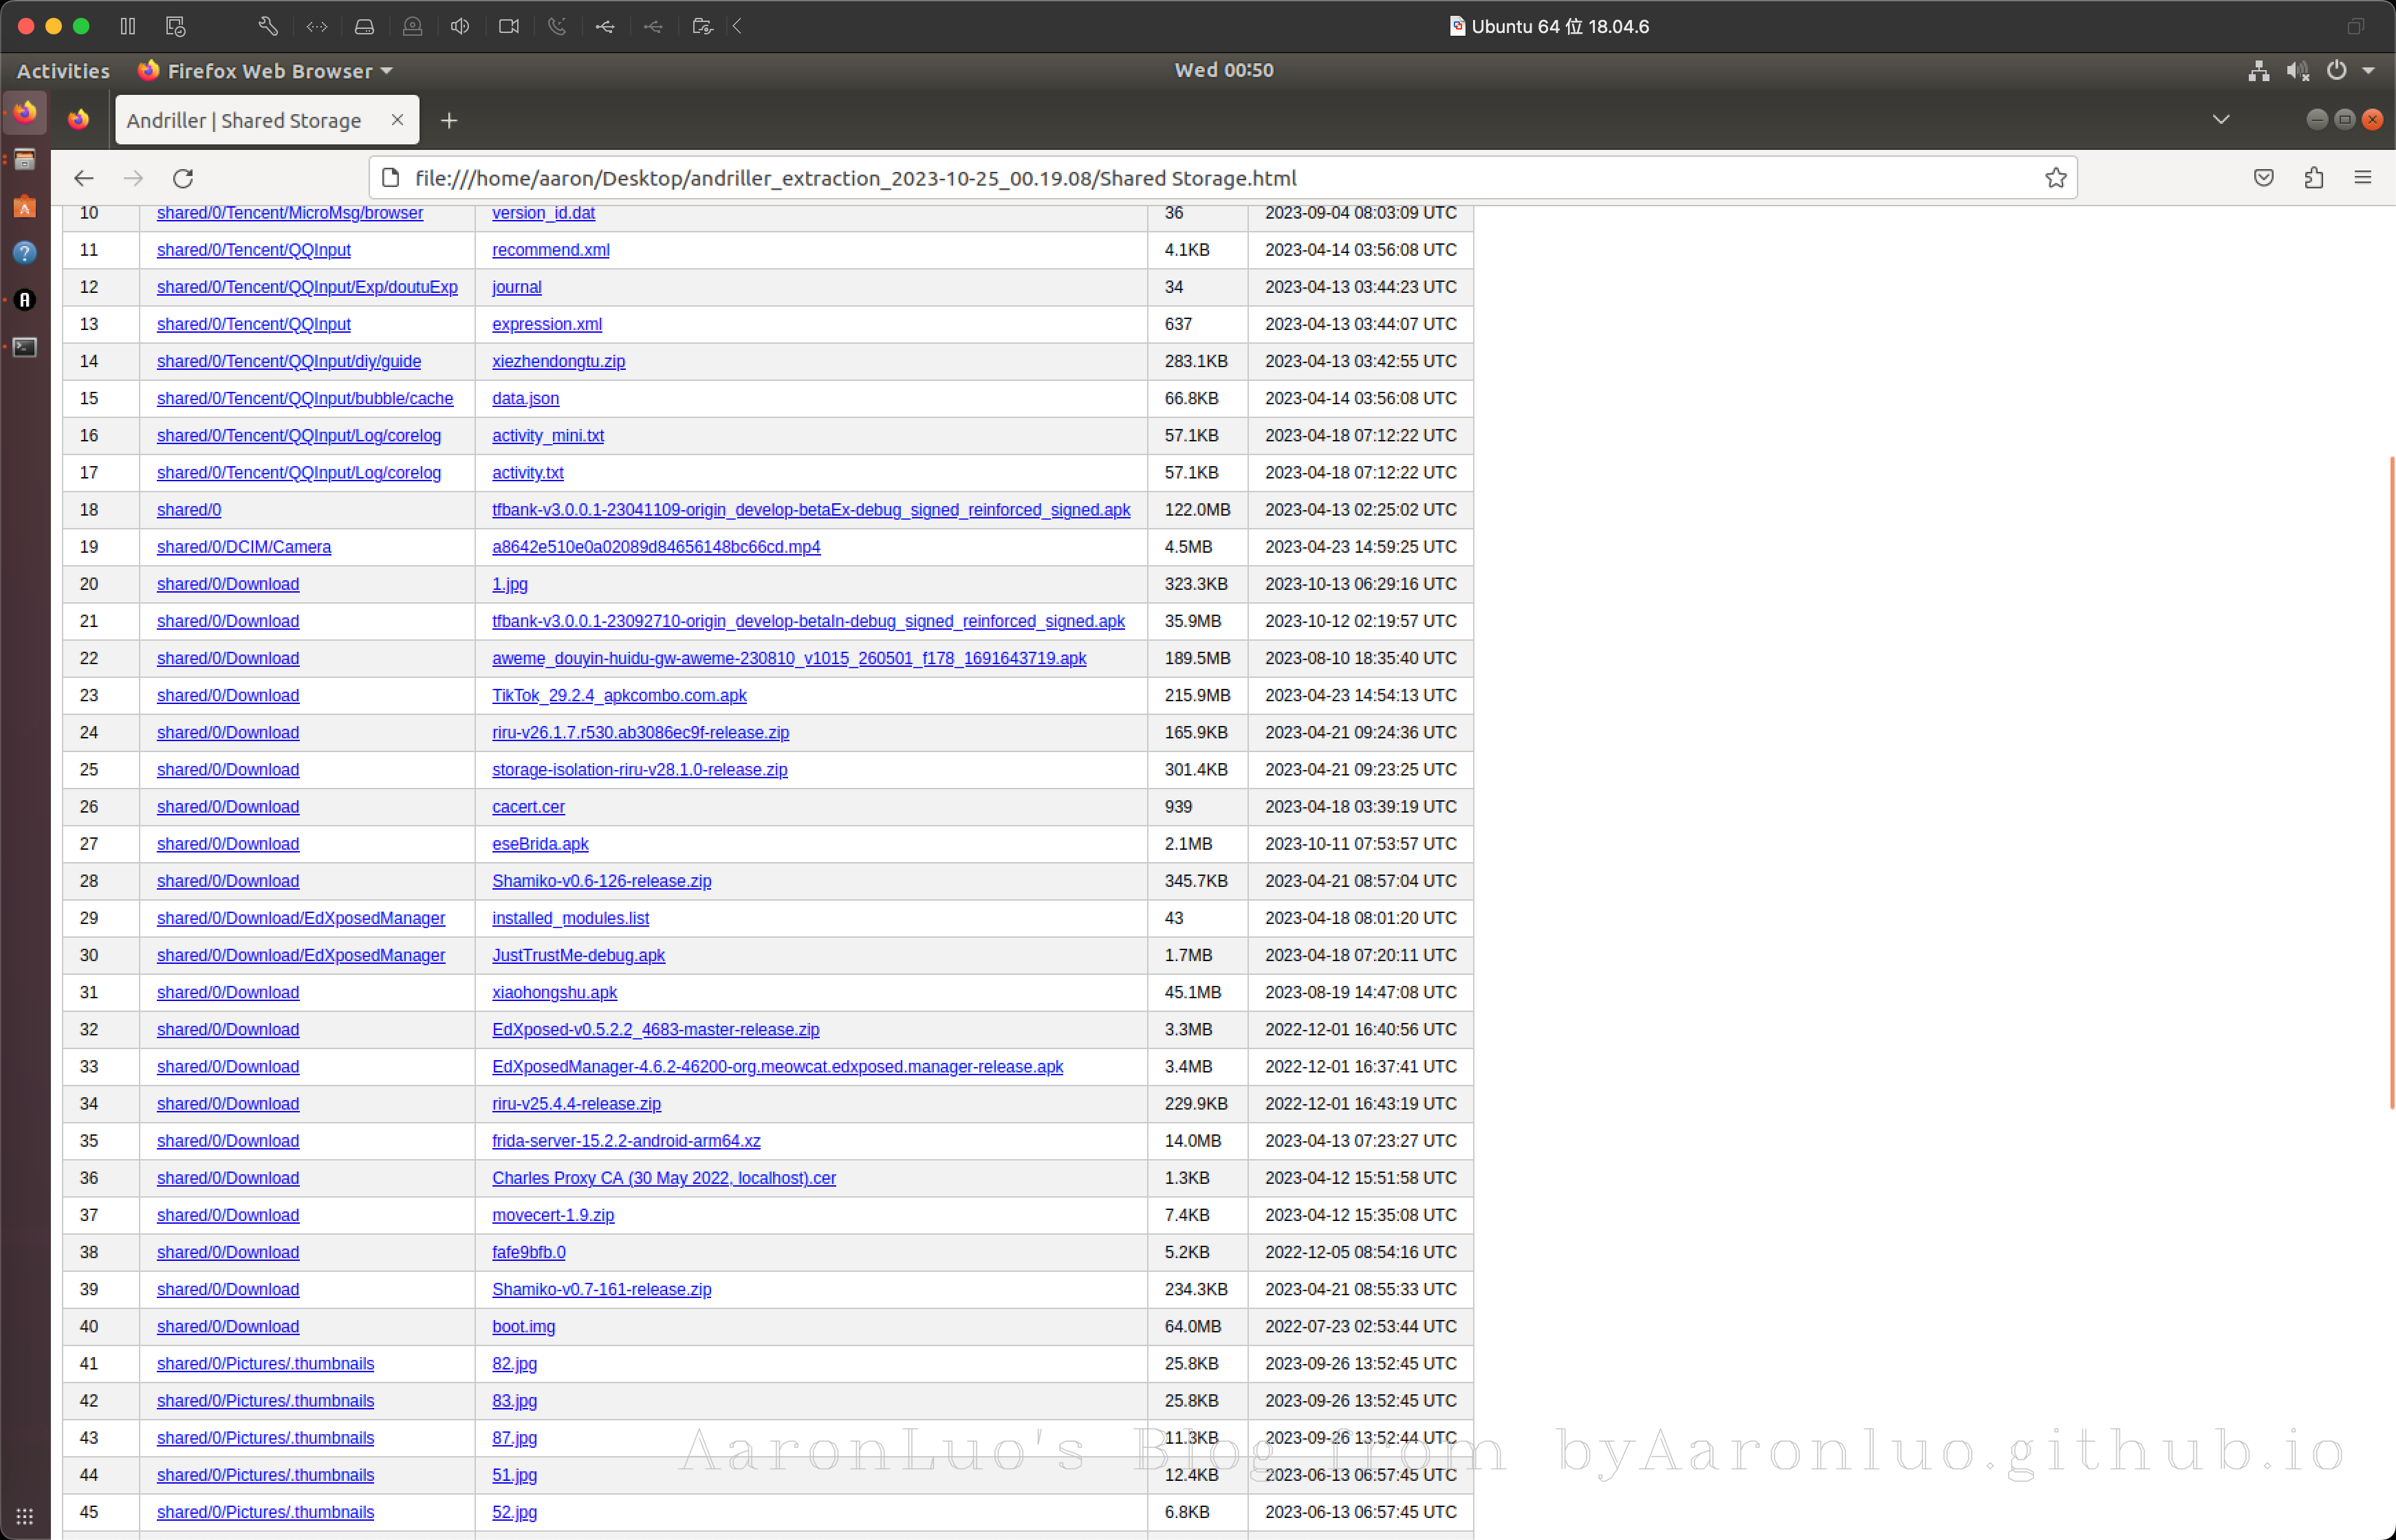 Ubuntu 64 位 18.04.6
Activities Firefox Web Browser Wed 00:50
Andriller | Shared Storage
file:///home/aaron/Desktop/andriller_extraction_2023-10-25_00.19.08/Shared Storage.html
10 shared/0/Tencent/MicroMsg/browser version_id.dat 36 2023-09-04 08:03:09 UTC
11 shared/0/Tencent/QQInput recommend.xml 4.1KB 2023-04-14 03:56:08 UTC
12 shared/0/Tencent/QQInput/Exp/doutuExp journal 34 2023-04-13 03:44:23 UTC
13 shared/0/Tencent/QQInput expression.xml 637 2023-04-13 03:44:07 UTC
14 shared/0/Tencent/QQInput/diy/guide xiezhendongtu.zip 283.1KB 2023-04-13 03:42:55 UTC
15 shared/0/Tencent/QQInput/bubble/cache data.json 66.8KB 2023-04-14 03:56:08 UTC
16 shared/0/Tencent/QQInput/Log/corelog activity_mini.txt 57.1KB 2023-04-18 07:12:22 UTC
17 shared/0/Tencent/QQInput/Log/corelog activity.txt 57.1KB 2023-04-18 07:12:22 UTC
18 shared/0 tfbank-v3.0.0.1-23041109-origin_develop-betaEx-debug_signed_reinforced_signed.apk 122.0MB 2023-04-13 02:25:02 UTC
19 shared/0/DCIM/Camera a8642e510e0a02089d84656148bc66cd.mp4 4.5MB 2023-04-23 14:59:25 UTC
20 shared/0/Download 1.jpg 323.3KB 2023-10-13 06:29:16 UTC
21 shared/0/Download tfbank-v3.0.0.1-23092710-origin_develop-betaIn-debug_signed_reinforced_signed.apk 35.9MB 2023-10-12 02:19:57 UTC
22 shared/0/Download aweme_douyin-huidu-gw-aweme-230810_v1015_260501_f178_1691643719.apk 189.5MB 2023-08-10 18:35:40 UTC
23 shared/0/Download TikTok_29.2.4_apkcombo.com.apk 215.9MB 2023-04-23 14:54:13 UTC
24 shared/0/Download riru-v26.1.7.r530.ab3086ec9f-release.zip 165.9KB 2023-04-21 09:24:36 UTC
25 shared/0/Download storage-isolation-riru-v28.1.0-release.zip 301.4KB 2023-04-21 09:23:25 UTC
26 shared/0/Download cacert.cer 939 2023-04-18 03:39:19 UTC
27 shared/0/Download eseBrida.apk 2.1MB 2023-10-11 07:53:57 UTC
28 shared/0/Download Shamiko-v0.6-126-release.zip 345.7KB 2023-04-21 08:57:04 UTC
29 shared/0/Download/EdXposedManager installed_modules.list 43 2023-04-18 08:01:20 UTC
30 shared/0/Download/EdXposedManager JustTrustMe-debug.apk 1.7MB 2023-04-18 07:20:11 UTC
31 shared/0/Download xiaohongshu.apk 45.1MB 2023-08-19 14:47:08 UTC
32 shared/0/Download EdXposed-v0.5.2.2_4683-master-release.zip 3.3MB 2022-12-01 16:40:56 UTC
33 shared/0/Download EdXposedManager-4.6.2-46200-org.meowcat.edxposed.manager-release.apk 3.4MB 2022-12-01 16:37:41 UTC
34 shared/0/Download riru-v25.4.4-release.zip 229.9KB 2022-12-01 16:43:19 UTC
35 shared/0/Download frida-server-15.2.2-android-arm64.xz 14.0MB 2023-04-13 07:23:27 UTC
36 shared/0/Download Charles Proxy CA (30 May 2022, localhost).cer 1.3KB 2023-04-12 15:51:58 UTC
37 shared/0/Download movecert-1.9.zip 7.4KB 2023-04-12 15:35:08 UTC
38 shared/0/Download fafe9bfb.0 5.2KB 2022-12-05 08:54:16 UTC
39 shared/0/Download Shamiko-v0.7-161-release.zip 234.3KB 2023-04-21 08:55:33 UTC
40 shared/0/Download boot.img 64.0MB 2022-07-23 02:53:44 UTC
41 shared/0/Pictures/.thumbnails 82.jpg 25.8KB 2023-09-26 13:52:45 UTC
42 shared/0/Pictures/.thumbnails 83.jpg 25.8KB 2023-09-26 13:52:45 UTC
43 shared/0/Pictures/.thumbnails 87.jpg 11.3KB 2023-09-26 13:52:44 UTC
AaronLuo's Blog from byAaronluo.github.io
44 shared/0/Pictures/.thumbnails 51.jpg 12.4KB 2023-06-13 06:57:45 UTC
45 shared/0/Pictures/.thumbnails 52.jpg 6.8KB 2023-06-13 06:57:45 UTC